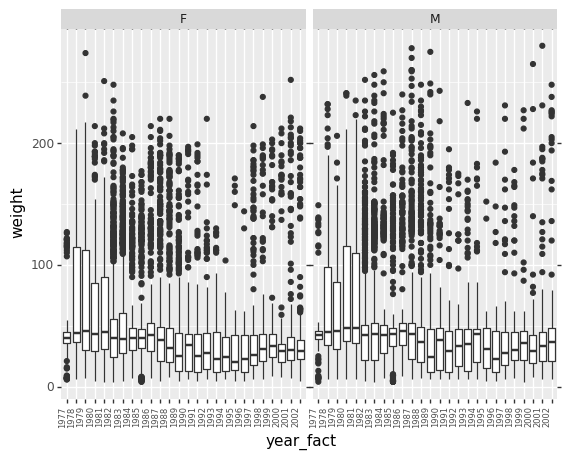 F M
weight
200
100
0
1977 1978 1979 1980 1981 1982 1983 1984 1985 1986 1987 1988 1989 1990 1991 1992 1993 1994 1995 1996 1997 1998 1999 2000 2001 2002 1977 1978 1979 1980 1981 1982 1983 1984 1985 1986 1987 1988 1989 1990 1991 1992 1993 1994 1995 1996 1997 1998 1999 2000 2001 2002
year_fact